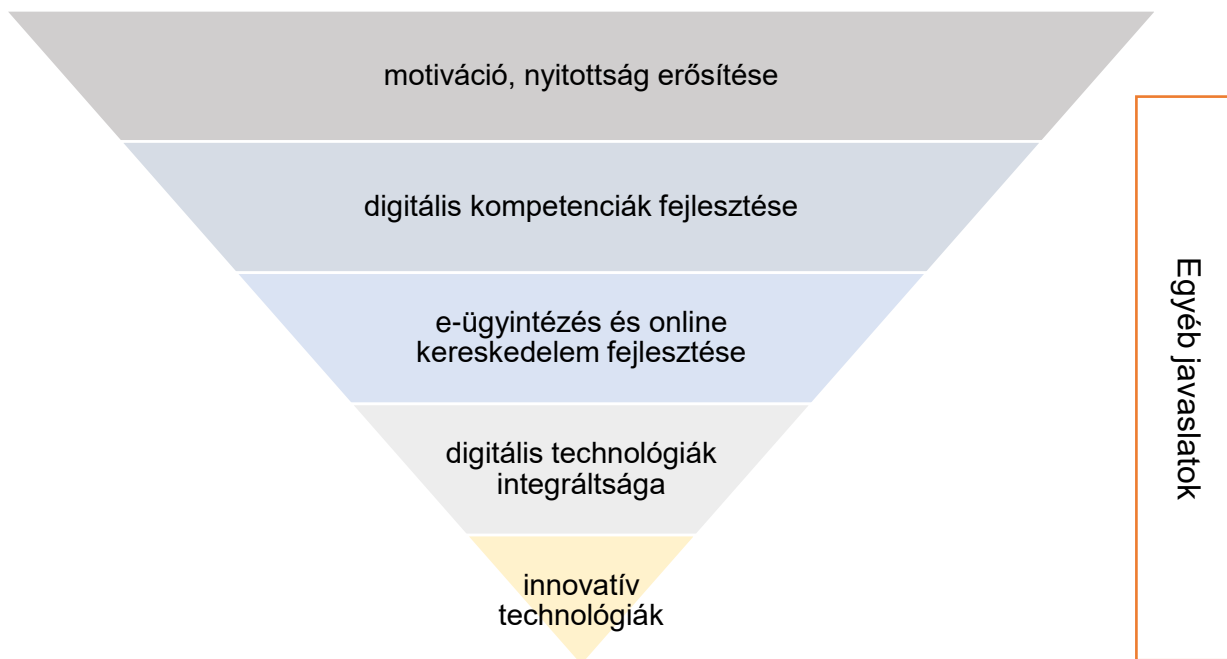 motiváció, nyitottság erősítése
digitális kompetenciák fejlesztése
e-ügyintézés és online
kereskedelem fejlesztése
digitális technológiák
integráltsága
innovatív
technológiák
Egyéb javaslatok